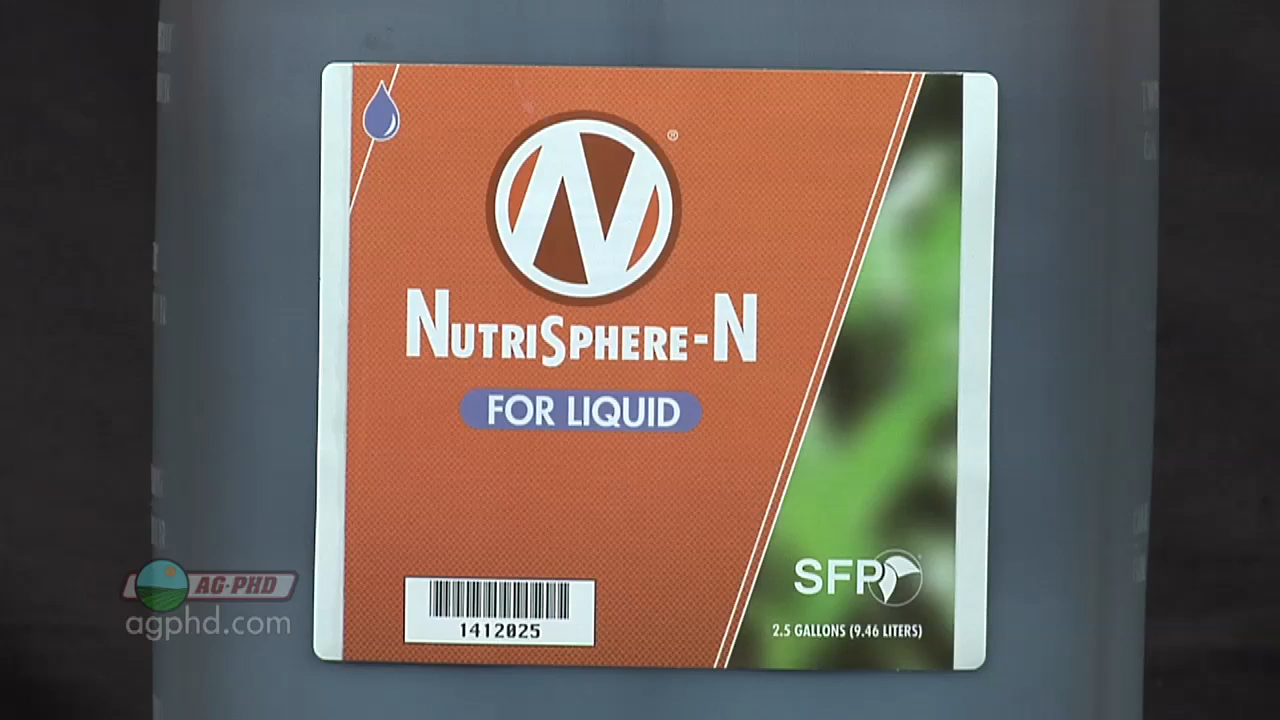 N®
NUTRISPHERE-N
FOR LIQUID
SFP
2.5 GALLONS (9.46 LITERS)
1412025
AG·PHD
agphd.com